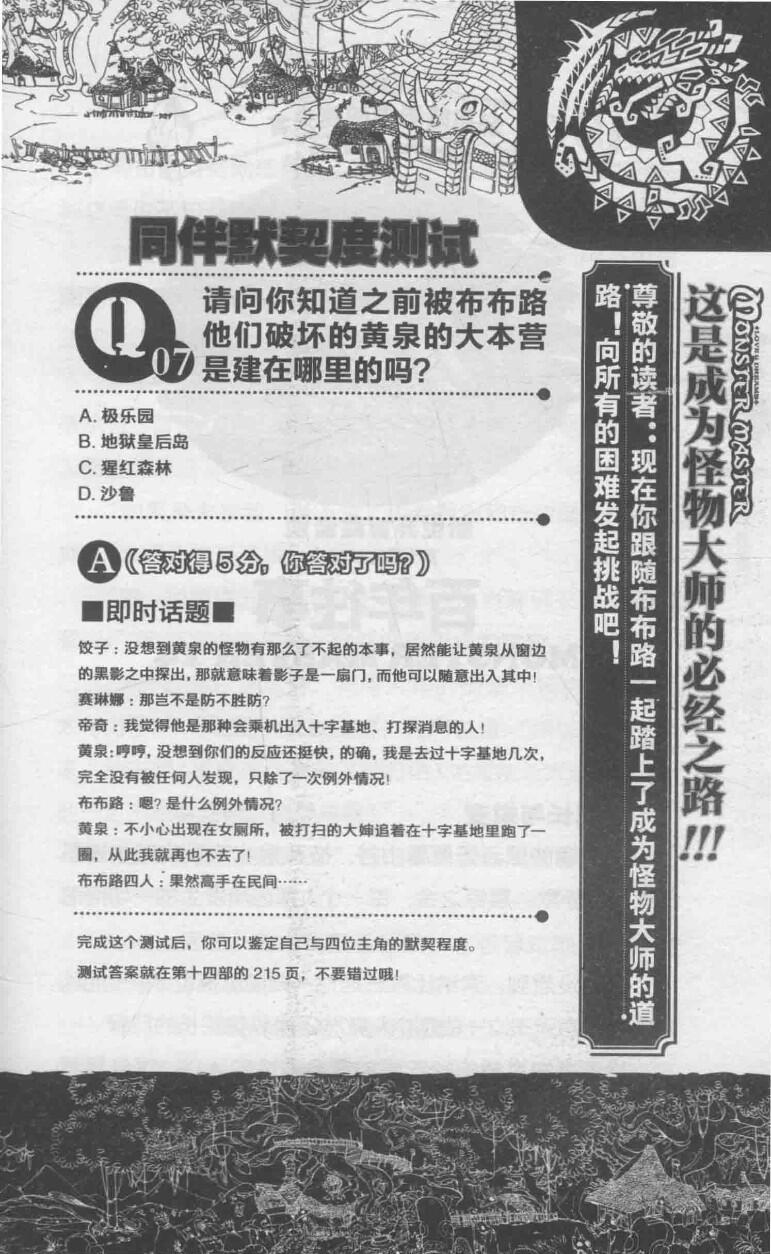 同伴默契度测试
Q07
请问你知道之前被布布路
他们破坏的黄泉的大本营
是建在哪里的吗？
A. 极乐园
B. 地狱皇后岛
C. 猩红森林
D. 沙鲁
A（答对得 5 分，你答对了吗？）
■即时话题■
饺子：没想到黄泉的怪物有那么了不起的本事，居然能让黄泉从窗边
的黑影之中探出，那就意味着影子是一扇门，而他可以随意出入其中！
赛琳娜：那岂不是防不胜防？
帝奇：我觉得他是那种会乘机出入十字基地、打探消息的人！
黄泉：哼哼，没想到你们的反应还挺快，的确，我是去过十字基地几次，
完全没有被任何人发现，只除了一次例外情况！
布布路：嗯？是什么例外情况？
黄泉：不小心出现在女厕所，被打扫的大婶追着在十字基地里跑了一
圈，从此我就再也不去了！
布布路四人：果然高手在民间……
完成这个测试后，你可以鉴定自己与四位主角的默契程度。
测试答案就在第十四部的 215 页，不要错过哦！
MONSTER MASTER
LOVE & DREAMS
这是成为怪物大师的必经之路！！！
尊敬的读者：现在你跟随布布路一起踏上了成为怪物大师的道
路！向所有的困难发起挑战吧！